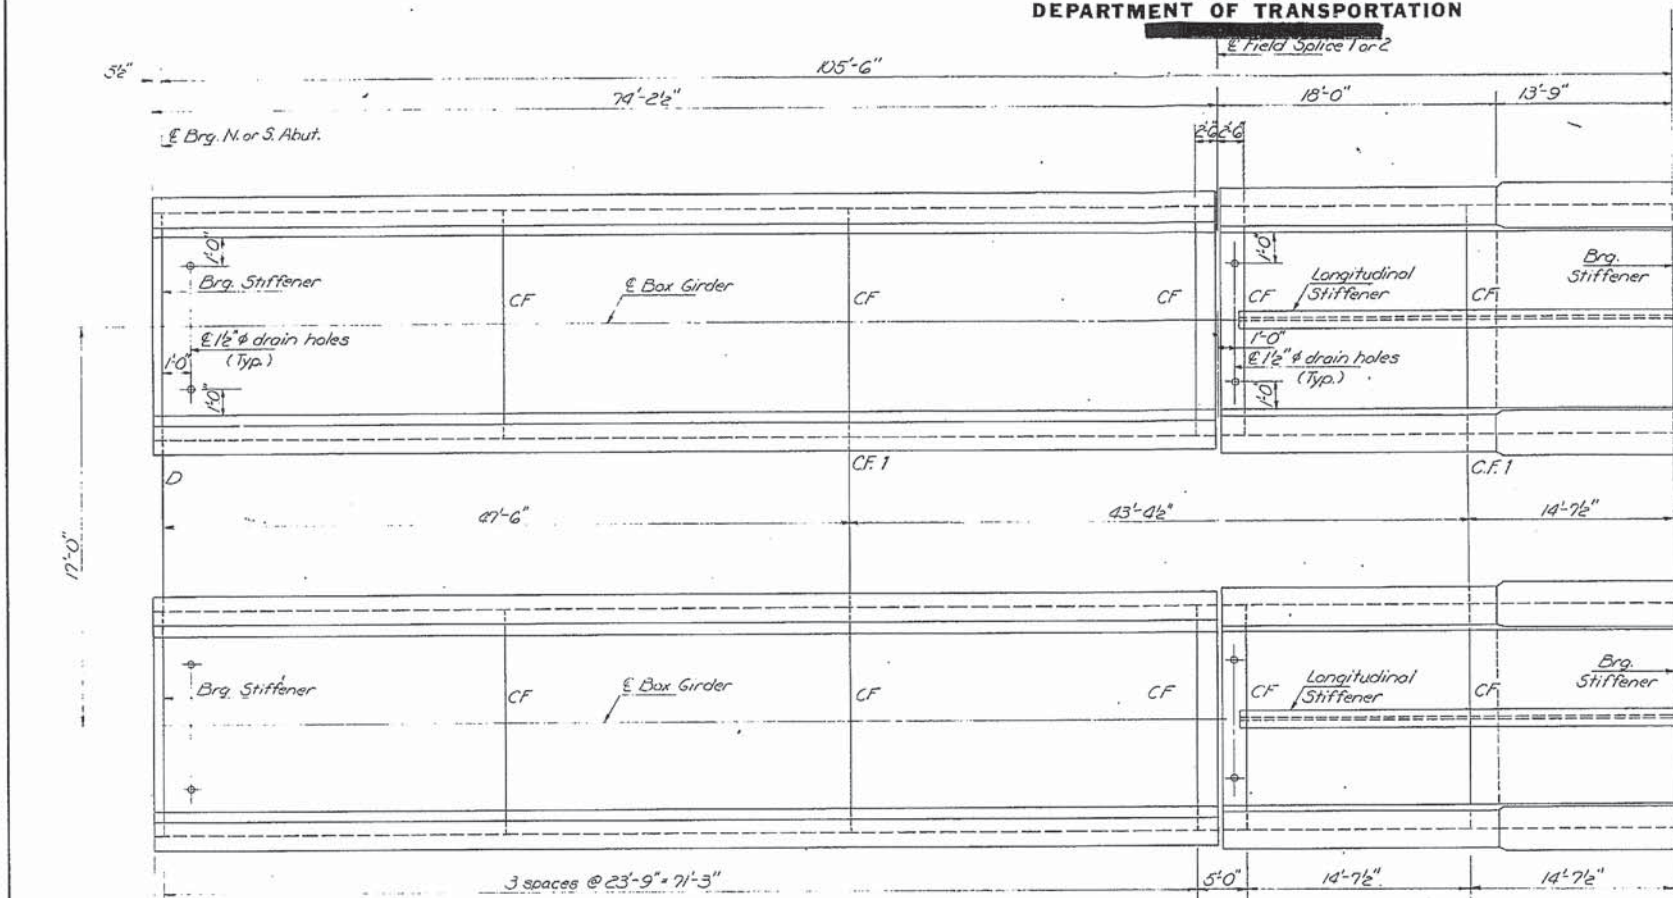 DEPARTMENT OF TRANSPORTATION
℄ Field Splice 1 or 2
5½" 105'-6"
74'-2½" 18'-0" 13'-9"
℄ Brg. N. or S. Abut. 2'-6" 2'-6"
1'-0" 1'-0"
Brg. Stiffener ℄ Box Girder Longitudinal Stiffener Brg. Stiffener
CF CF CF CF CF
℄ 1½" ϕ drain holes (Typ.) 1'-0"
1'-0" ℄ 1½" ϕ drain holes (Typ.)
1'-0" 1'-0"
C.F. 1 C.F. 1
D
47'-6" 43'-4½" 14'-7½"
17'-0"
Brg. Stiffener ℄ Box Girder Longitudinal Stiffener Brg. Stiffener
CF CF CF CF CF
3 spaces @ 23'-9" = 71'-3" 5'-0" 14'-7½" 14'-7½"